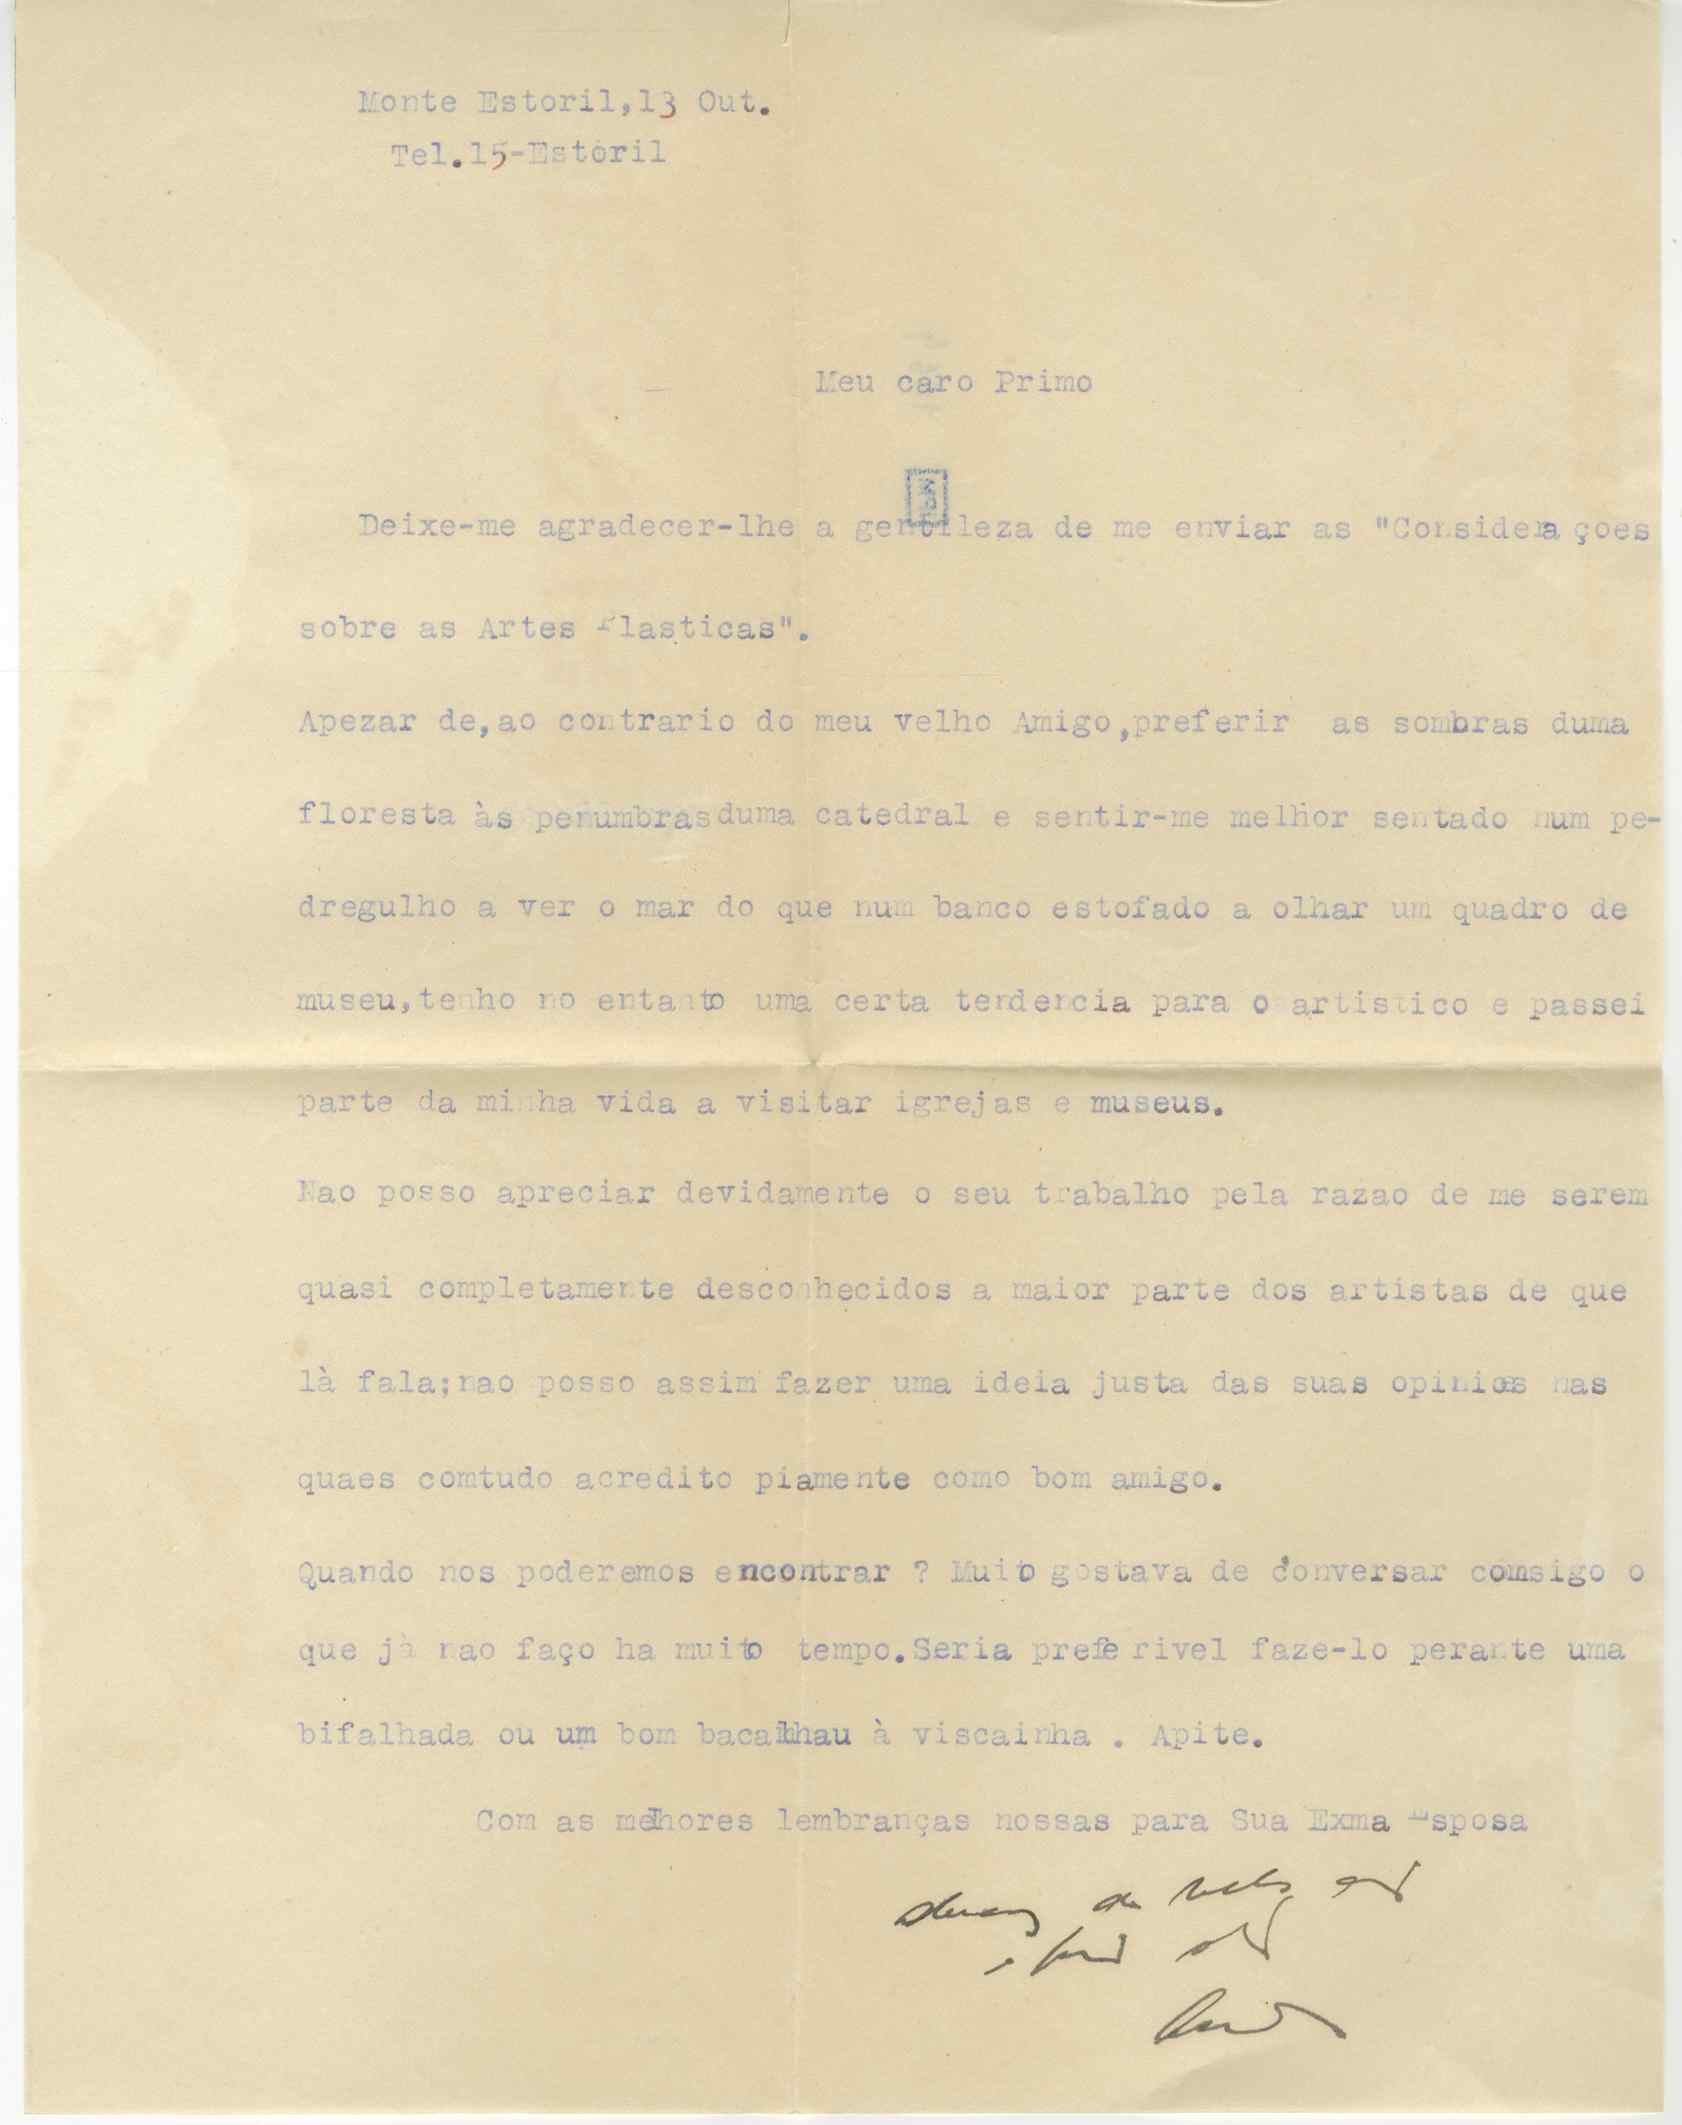 Monte Estoril,13 Out.
Tel.15-Estoril
Meu caro Primo
Deixe-me agradecer-lhe a gentileza de me enviar as "Considera çoes
sobre as Artes Plasticas".
Apezar de,ao contrario do meu velho Amigo,preferir as sombras duma
floresta às penumbras duma catedral e sentir-me melhor sentado num pe-
dregulho a ver o mar do que num banco estofado a olhar um quadro de
museu,tenho no entanto uma certa tendencia para o artistico e passei
parte da minha vida a visitar igrejas e museus.
Nao posso apreciar devidamente o seu trabalho pela razao de me serem
quasi completamente desconhecidos a maior parte dos artistas de que
là fala;nao posso assim fazer uma ideia justa das suas opinioes nas
quaes comtudo acredito piamente como bom amigo.
Quando nos poderemos encontrar ? Muito gostava de conversar comsigo o
que jà nao faço ha muito tempo.Seria prefe rivel faze-lo perante uma
bifalhada ou um bom bacalhau à viscainha . Apite.
Com as melhores lembranças nossas para Sua Exma Esposa